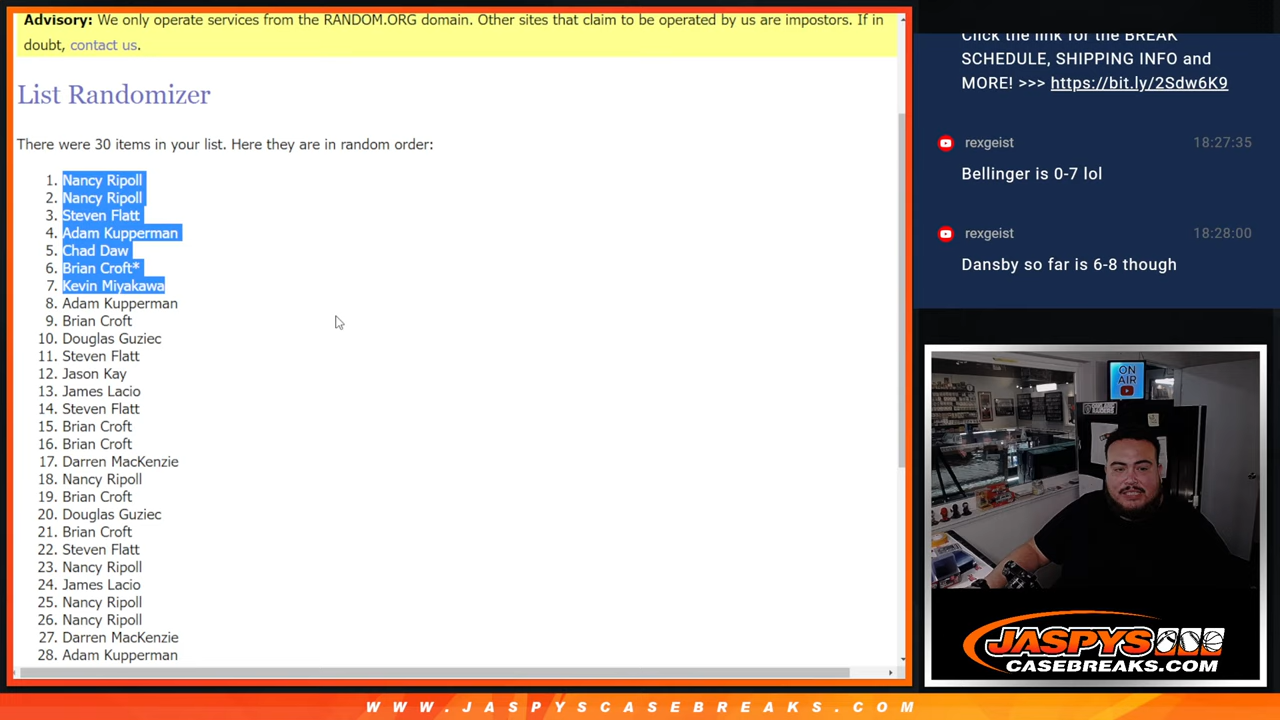 Advisory: We only operate services from the RANDOM.ORG domain. Other sites that claim to be operated by us are impostors. If in
doubt, contact us.
List Randomizer
There were 30 items in your list. Here they are in random order:
1. Nancy Ripoll
2. Nancy Ripoll
3. Steven Flatt
4. Adam Kupperman
5. Chad Daw
6. Brian Croft*
7. Kevin Miyakawa
8. Adam Kupperman
9. Brian Croft
10. Douglas Guziec
11. Steven Flatt
12. Jason Kay
13. James Lacio
14. Steven Flatt
15. Brian Croft
16. Brian Croft
17. Darren MacKenzie
18. Nancy Ripoll
19. Brian Croft
20. Douglas Guziec
21. Brian Croft
22. Steven Flatt
23. Nancy Ripoll
24. James Lacio
25. Nancy Ripoll
26. Nancy Ripoll
27. Darren MacKenzie
28. Adam Kupperman
Click the link for the BREAK
SCHEDULE, SHIPPING INFO and
MORE! >>> https://bit.ly/2Sdw6K9
rexgeist 18:27:35
Bellinger is 0-7 lol
rexgeist 18:28:00
Dansby so far is 6-8 though
ON
AIR
JASPYS
CASEBREAKS.COM
WWW.JASPYSCASEBREAKS.COM